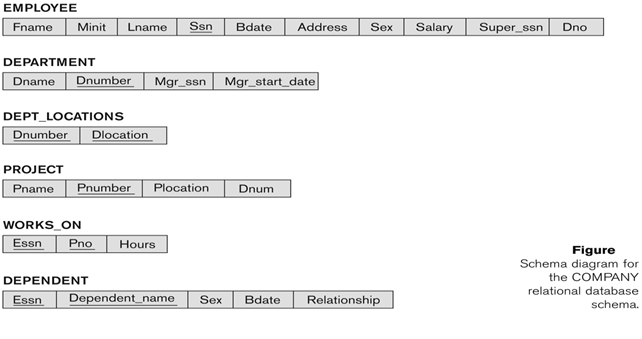 EMPLOYEE
Fname Minit Lname Ssn Bdate Address Sex Salary Super_ssn Dno
DEPARTMENT
Dname Dnumber Mgr_ssn Mgr_start_date
DEPT_LOCATIONS
Dnumber Dlocation
PROJECT
Pname Pnumber Plocation Dnum
WORKS_ON
Essn Pno Hours
DEPENDENT
Essn Dependent_name Sex Bdate Relationship
Figure
Schema diagram for
the COMPANY
relational database
schema.